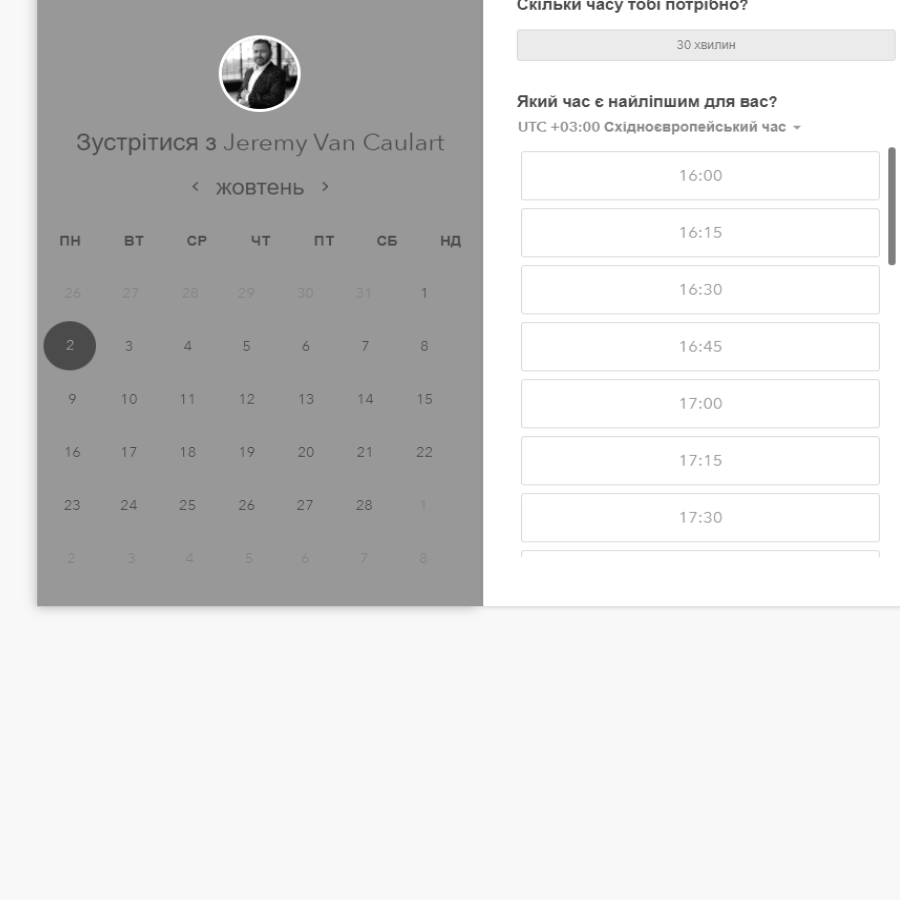 Зустрітися з Jeremy Van Caulart
‹ жовтень ›
ПН ВТ СР ЧТ ПТ СБ НД
26 27 28 29 30 31 1
2 3 4 5 6 7 8
9 10 11 12 13 14 15
16 17 18 19 20 21 22
23 24 25 26 27 28 1
2 3 4 5 6 7 8
Скільки часу тобі потрібно?
30 хвилин
Який час є найліпшим для вас?
UTC +03:00 Східноєвропейський час
16:00
16:15
16:30
16:45
17:00
17:15
17:30